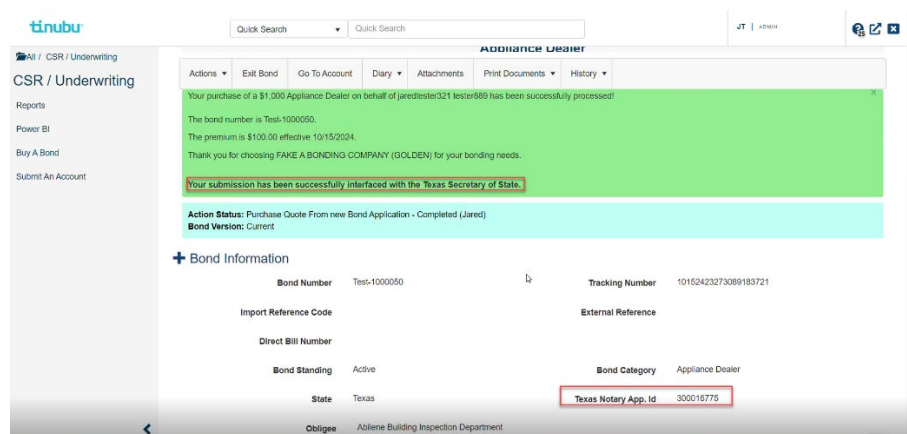 tinubu
Quick Search
Quick Search
JT | ADMIN
All / CSR / Underwriting
CSR / Underwriting
Reports
Power BI
Buy A Bond
Submit An Account
Appliance Dealer
Actions
Exit Bond
Go To Account
Diary
Attachments
Print Documents
History
Your purchase of a $1,000 Appliance Dealer on behalf of jaredtester321 tester889 has been successfully processed!
The bond number is Test-1000050.
The premium is $100.00 effective 10/15/2024.
Thank you for choosing FAKE A BONDING COMPANY (GOLDEN) for your bonding needs.
Your submission has been successfully interfaced with the Texas Secretary of State.
Action Status: Purchase Quote From new Bond Application - Completed (Jared)
Bond Version: Current
Bond Information
Bond Number Test-1000050 Tracking Number 10152423273089183721
Import Reference Code External Reference
Direct Bill Number
Bond Standing Active Bond Category Appliance Dealer
State Texas Texas Notary App. Id 300016775
Obligee Abilene Building Inspection Department